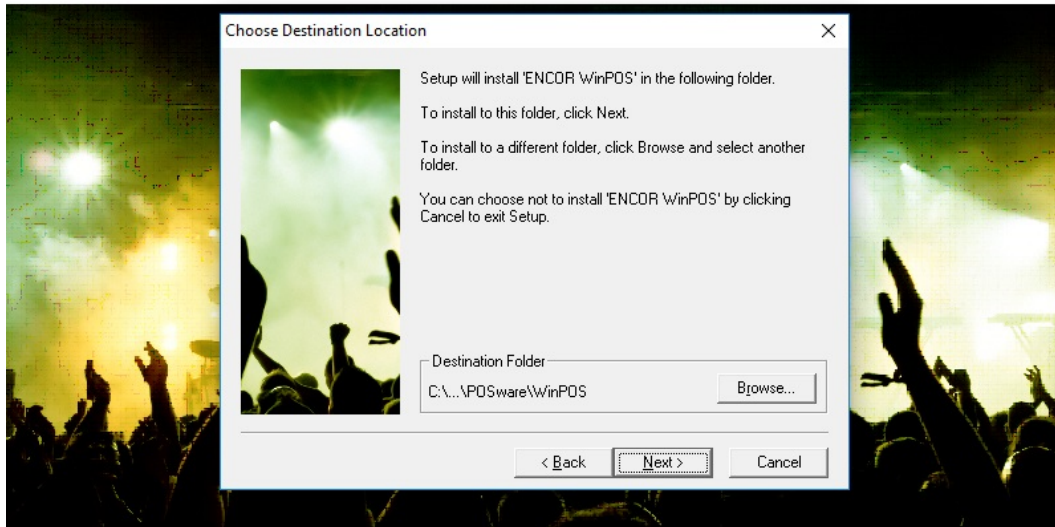 Choose Destination Location
Setup will install 'ENCOR WinPOS' in the following folder.
To install to this folder, click Next.
To install to a different folder, click Browse and select another
folder.
You can choose not to install 'ENCOR WinPOS' by clicking
Cancel to exit Setup.
Destination Folder
C:\...\POSware\WinPOS
Browse...
< Back
Next >
Cancel